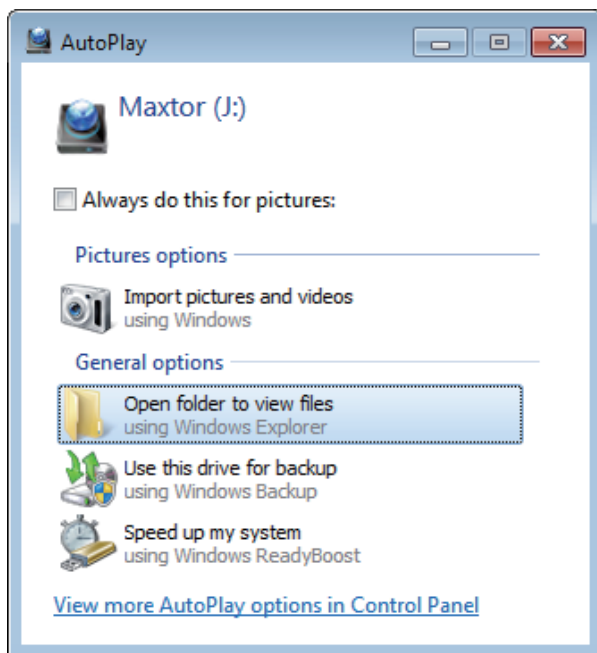 AutoPlay
Maxtor (J:)
Always do this for pictures:
Pictures options
Import pictures and videos
using Windows
General options
Open folder to view files
using Windows Explorer
Use this drive for backup
using Windows Backup
Speed up my system
using Windows ReadyBoost
View more AutoPlay options in Control Panel